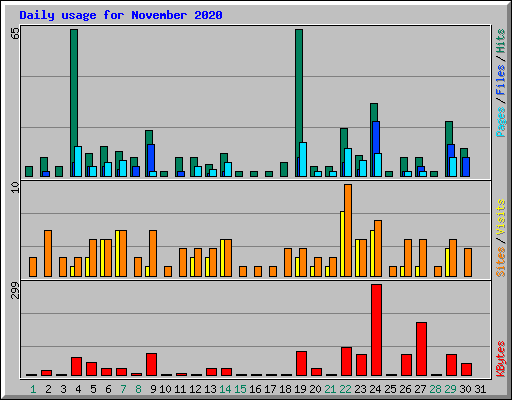 Daily usage for November 2020
65
10
299
Pages / Files / Hits
Sites / Visits
KBytes
1 2 3 4 5 6 7 8 9 10 11 12 13 14 15 16 17 18 19 20 21 22 23 24 25 26 27 28 29 30 31